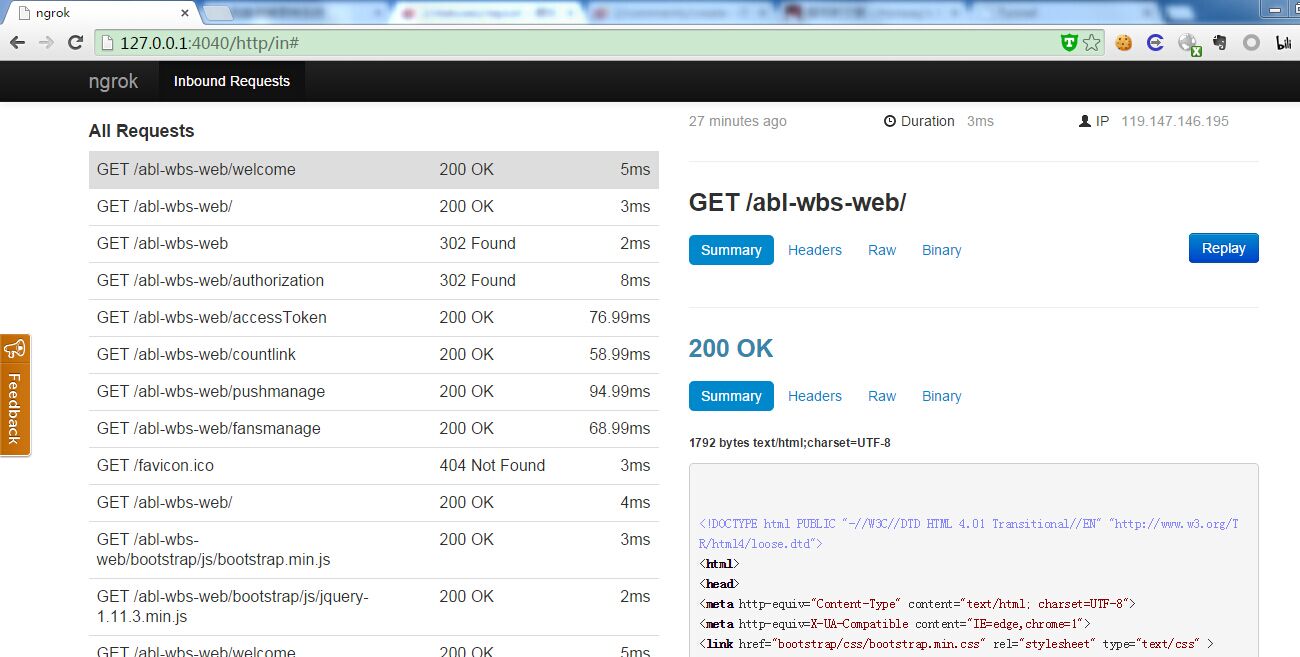 ngrok
127.0.0.1:4040/http/in#
ngrok Inbound Requests
All Requests
GET /abl-wbs-web/welcome 200 OK 5ms
GET /abl-wbs-web/ 200 OK 3ms
GET /abl-wbs-web 302 Found 2ms
GET /abl-wbs-web/authorization 302 Found 8ms
GET /abl-wbs-web/accessToken 200 OK 76.99ms
GET /abl-wbs-web/countlink 200 OK 58.99ms
GET /abl-wbs-web/pushmanage 200 OK 94.99ms
GET /abl-wbs-web/fansmanage 200 OK 68.99ms
GET /favicon.ico 404 Not Found 3ms
GET /abl-wbs-web/ 200 OK 4ms
GET /abl-wbs- 200 OK 3ms
web/bootstrap/js/bootstrap.min.js
GET /abl-wbs-web/bootstrap/js/jquery- 200 OK 2ms
1.11.3.min.js
GET /abl-wbs-web/welcome 200 OK 5ms
Feedback
27 minutes ago Duration 3ms IP 119.147.146.195
GET /abl-wbs-web/
Summary Headers Raw Binary Replay
200 OK
Summary Headers Raw Binary
1792 bytes text/html;charset=UTF-8
<!DOCTYPE html PUBLIC "-//W3C//DTD HTML 4.01 Transitional//EN" "http://www.w3.org/T
R/html4/loose.dtd">
<html>
<head>
<meta http-equiv="Content-Type" content="text/html; charset=UTF-8">
<meta http-equiv=X-UA-Compatible content="IE=edge,chrome=1">
<link href="bootstrap/css/bootstrap.min.css" rel="stylesheet" type="text/css" >